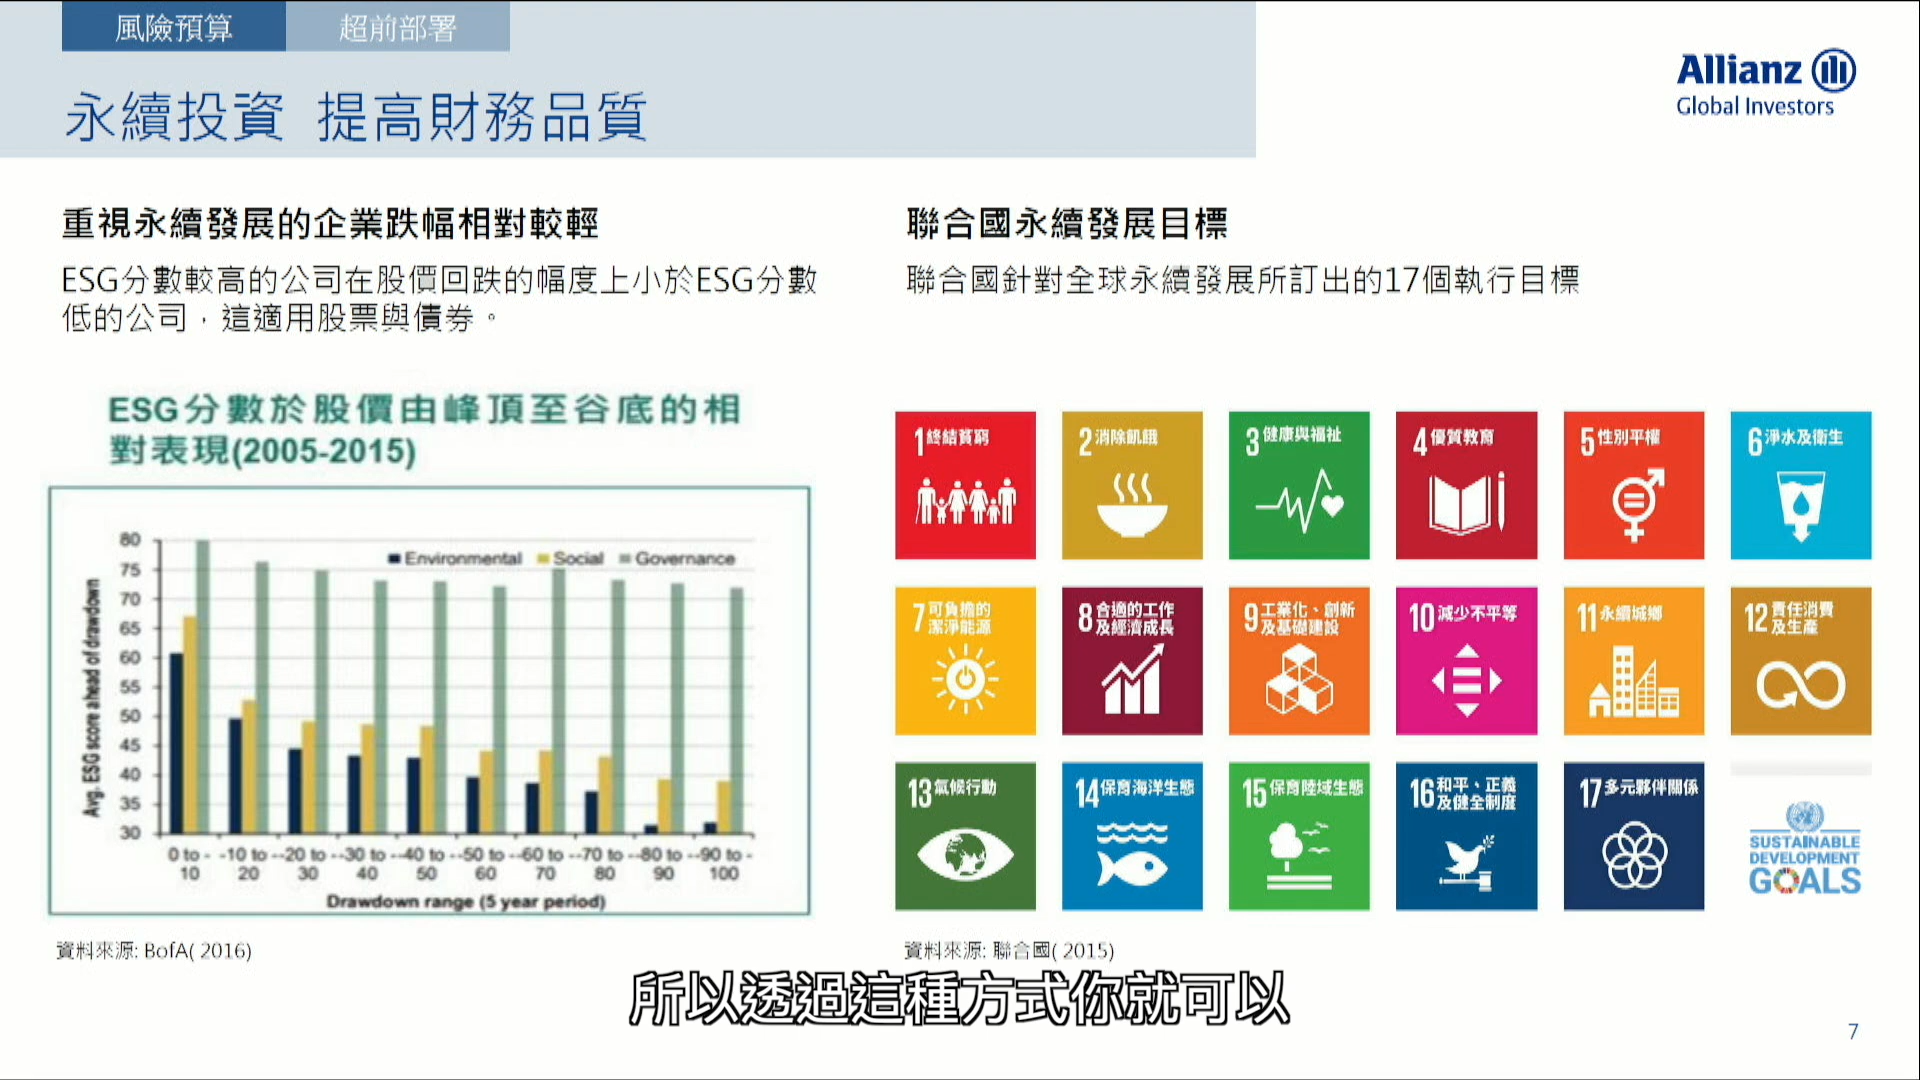 風險預算
超前部署
永續投資 提高財務品質
Allianz
Global Investors
重視永續發展的企業跌幅相對較輕
ESG分數較高的公司在股價回跌的幅度上小於ESG分數
低的公司，這適用股票與債券。
ESG分數於股價由峰頂至谷底的相
對表現(2005-2015)
Environmental Social Governance
Avg. ESG score ahead of drawdown
80
75
70
65
60
55
50
45
40
35
30
0 to - -10 to - -20 to - -30 to - -40 to - -50 to - -60 to - -70 to - -80 to - -90 to -
10 20 30 40 50 60 70 80 90 100
Drawdown range (5 year period)
資料來源: BofA( 2016)
聯合國永續發展目標
聯合國針對全球永續發展所訂出的17個執行目標
1 終結貧窮
2 消除飢餓
3 健康與福祉
4 優質教育
5 性別平權
6 淨水及衛生
7 可負擔的
潔淨能源
8 合適的工作
及經濟成長
9 工業化、創新
及基礎建設
10 減少不平等
11 永續城鄉
12 責任消費
及生產
13 氣候行動
14 保育海洋生態
15 保育陸域生態
16 和平、正義
及健全制度
17 多元夥伴關係
SUSTAINABLE
DEVELOPMENT
GOALS
資料來源: 聯合國( 2015)
所以透過這種方式你就可以
7